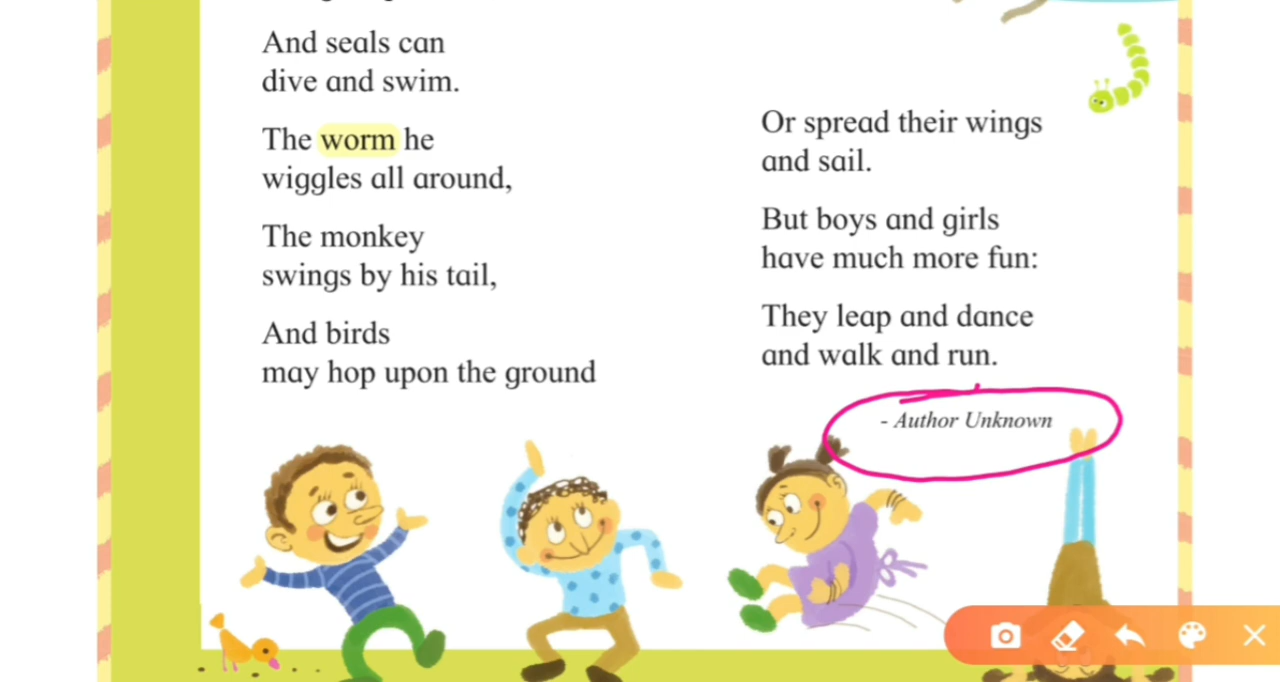 And seals can
dive and swim.
The worm he
wiggles all around,
The monkey
swings by his tail,
And birds
may hop upon the ground
Or spread their wings
and sail.
But boys and girls
have much more fun:
They leap and dance
and walk and run.
- Author Unknown